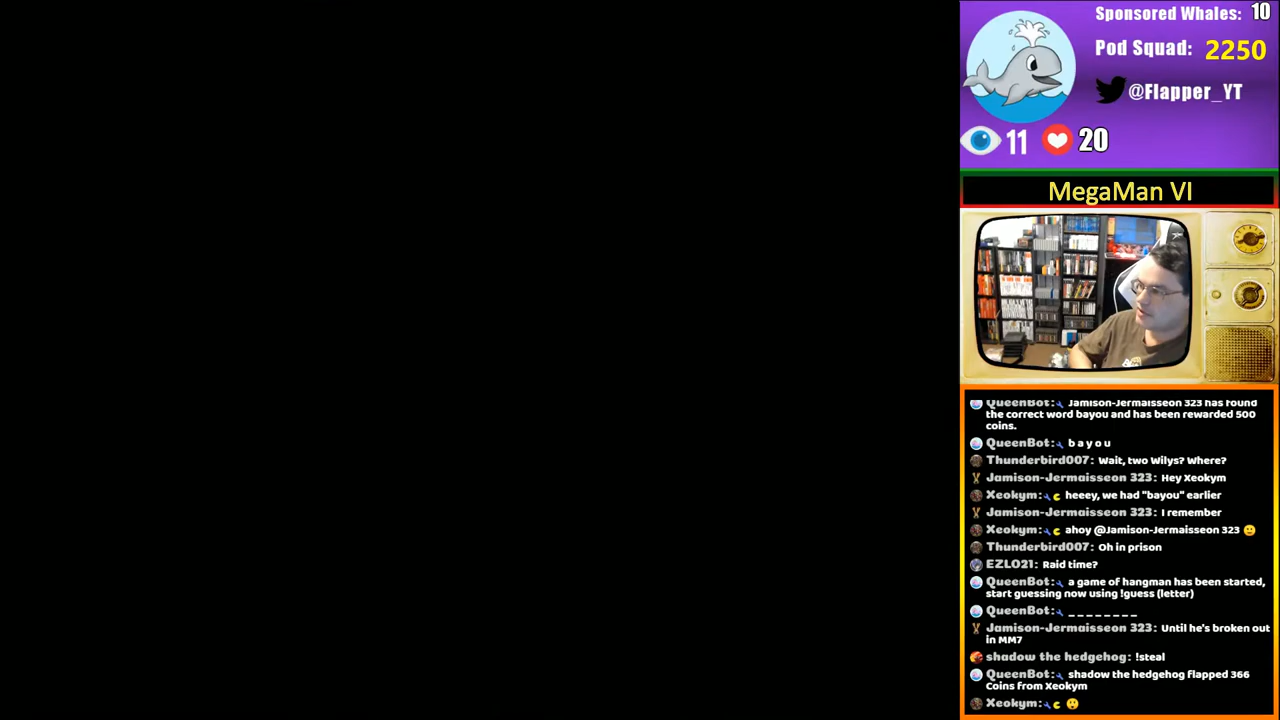 Sponsored Whales: 10
Pod Squad: 2250
@Flapper_YT
11 20
MegaMan VI
QueenBot: Jamison-Jermaisseon 323 has found
the correct word bayou and has been rewarded 500
coins.
QueenBot: b a y o u
Thunderbird007: Wait, two Wilys? Where?
Jamison-Jermaisseon 323: Hey Xeokym
Xeokym: heeey, we had "bayou" earlier
Jamison-Jermaisseon 323: I remember
Xeokym: ahoy @Jamison-Jermaisseon 323 🙂
Thunderbird007: Oh in prison
EZLO21: Raid time?
QueenBot: a game of hangman has been started,
start guessing now using !guess (letter)
QueenBot: _ _ _ _ _ _ _ _
Jamison-Jermaisseon 323: Until he's broken out
in MM7
shadow the hedgehog: !steal
QueenBot: shadow the hedgehog flapped 366
Coins from Xeokym
Xeokym: 😲